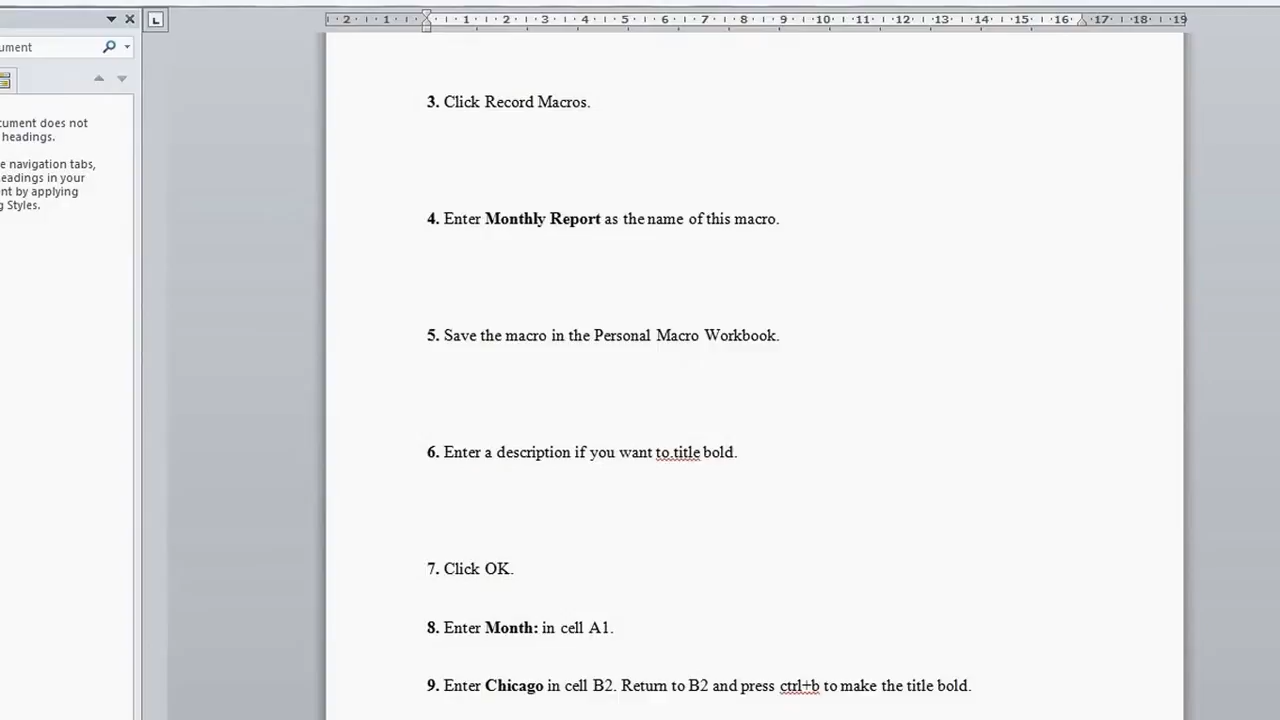 ument
ument does not
headings.
e navigation tabs,
eadings in your
nt by applying
g Styles.
2 1 1 2 3 4 5 6 7 8 9 10 11 12 13 14 15 16 17 18 19
3. Click Record Macros.
4. Enter Monthly Report as the name of this macro.
5. Save the macro in the Personal Macro Workbook.
6. Enter a description if you want to.title bold.
7. Click OK.
8. Enter Month: in cell A1.
9. Enter Chicago in cell B2. Return to B2 and press ctrl+b to make the title bold.